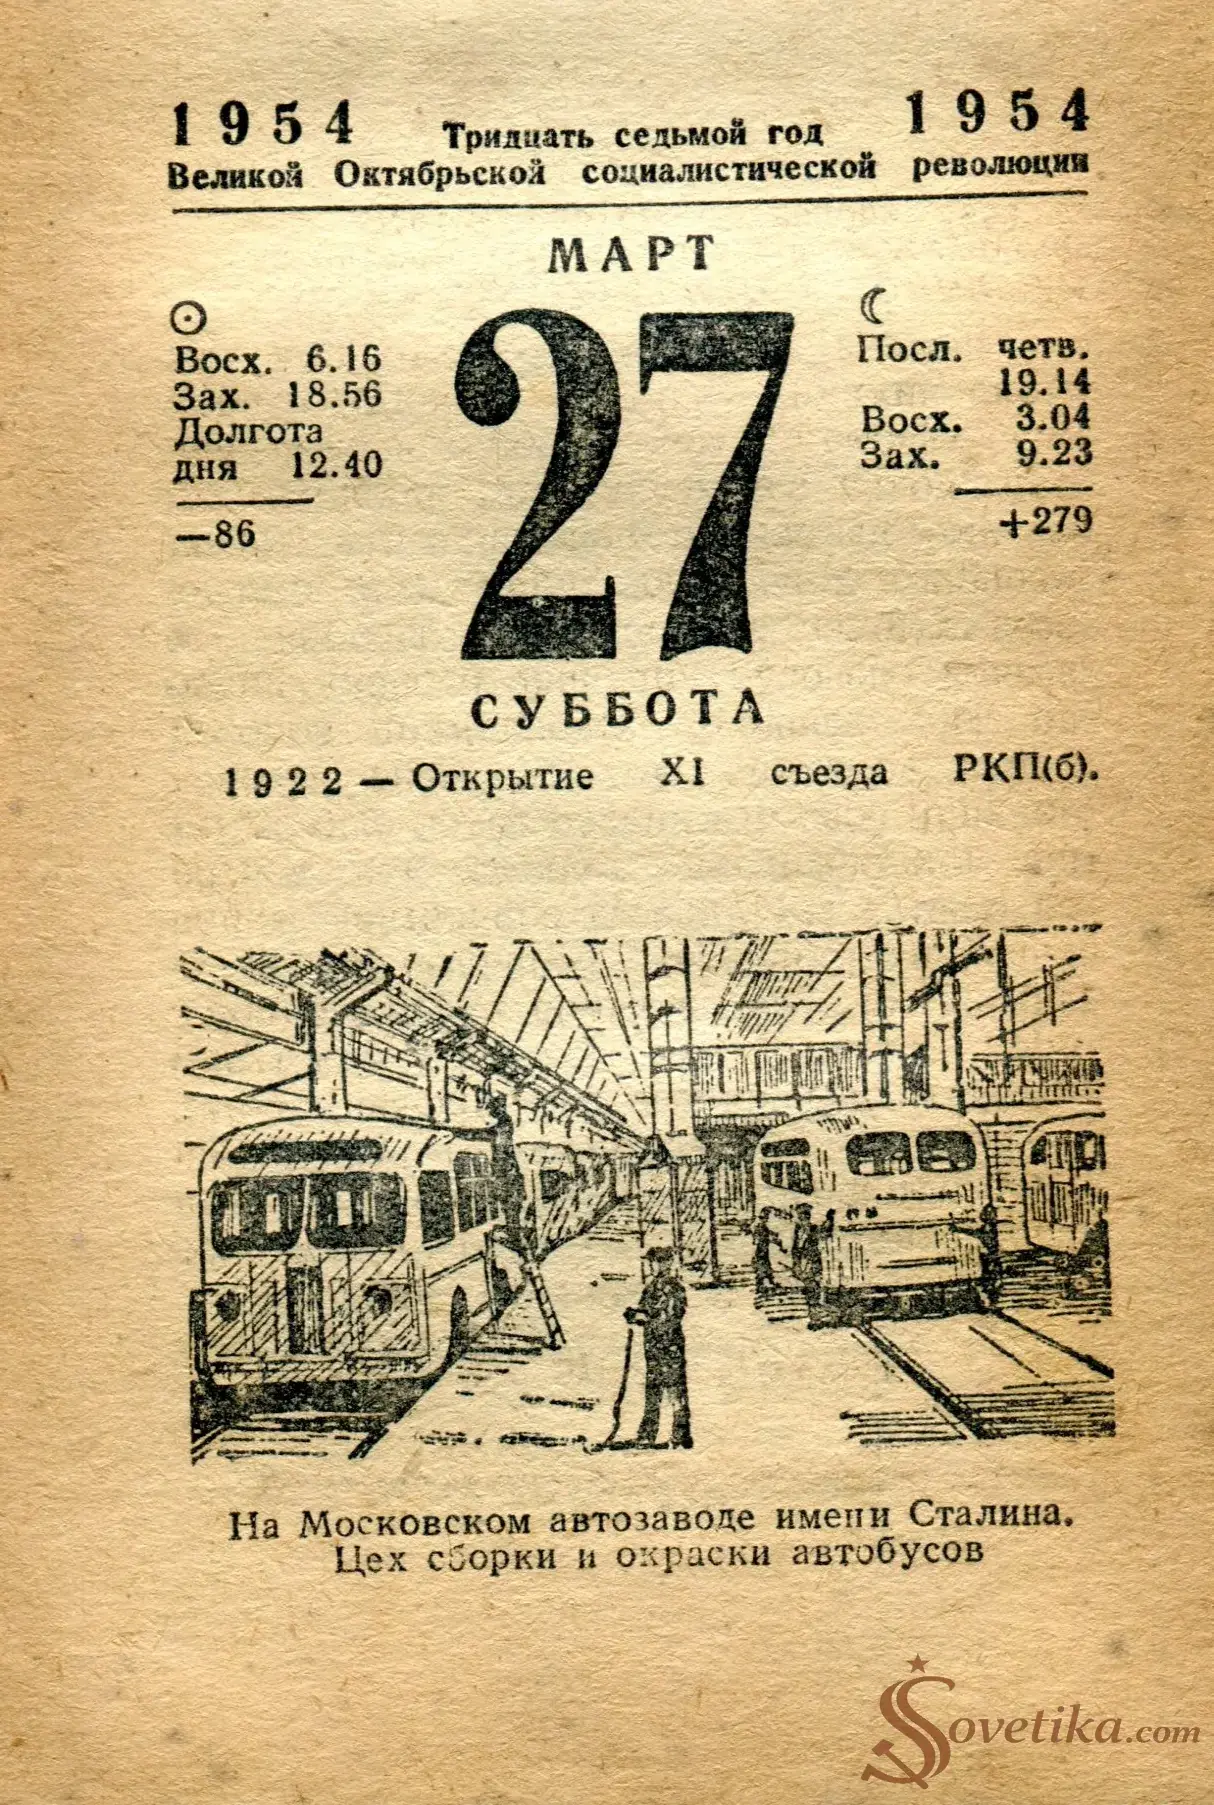 1954 Тридцать седьмой год 1954
Великой Октябрьской социалистической революции
МАРТ
Восх. 6.16
Зах. 18.56
Долгота
дня 12.40
—86
27
Посл. четв.
19.14
Восх. 3.04
Зах. 9.23
+279
СУББОТА
1922 — Открытие XI съезда РКП(б).
На Московском автозаводе имени Сталина.
Цех сборки и окраски автобусов
Sovetika.com